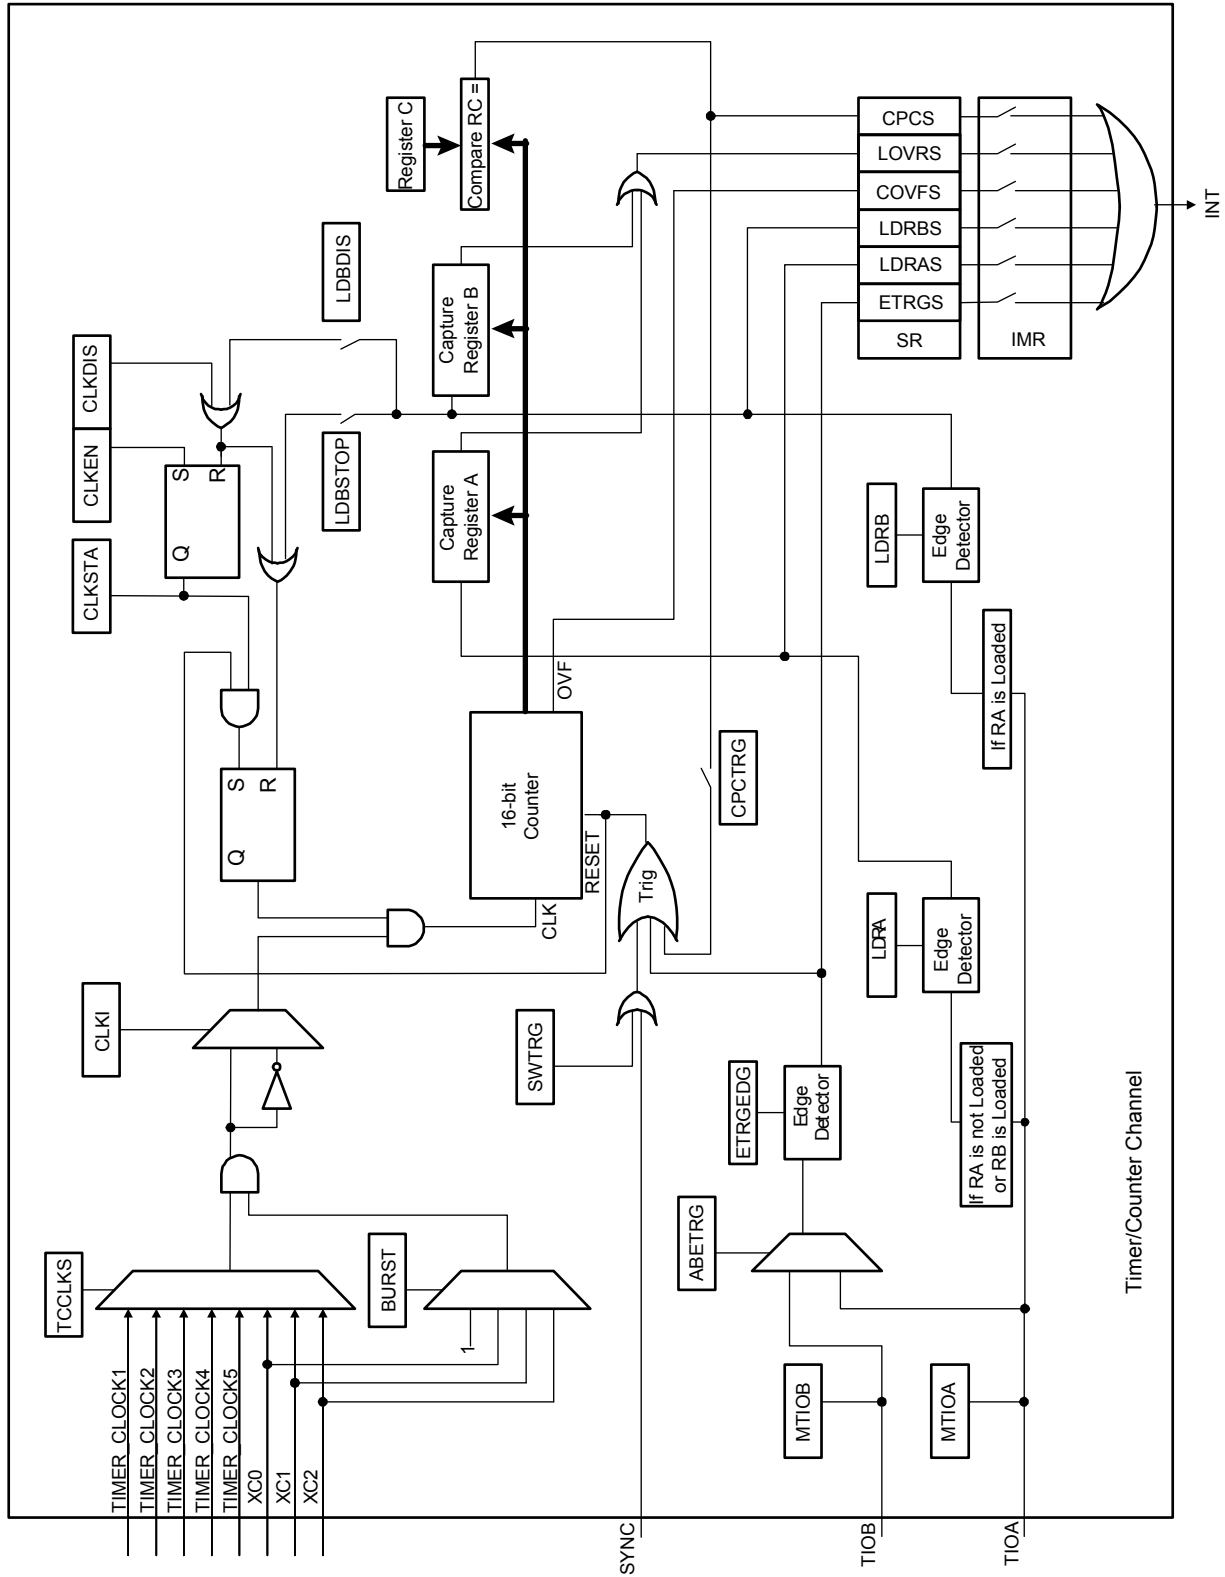 TCCLKS
TIMER_CLOCK1
TIMER_CLOCK2
TIMER_CLOCK3
TIMER_CLOCK4
TIMER_CLOCK5
XC0
XC1
XC2
BURST
1
CLKI
CLKSTA
CLKEN
CLKDIS
Q
S
R
Q
S
R
LDBSTOP
LDBDIS
Register C
Capture
Register A
Capture
Register B
Compare RC =
16-bit
Counter
CLK
OVF
RESET
SWTRG
SYNC
Trig
CPCTRG
ABETRG
ETRGEDG
Edge
Detector
MTIOB
TIOB
MTIOA
TIOA
If RA is not Loaded
or RB is Loaded
LDRA
Edge
Detector
If RA is Loaded
LDRB
Edge
Detector
CPCS
LOVRS
COVFS
LDRBS
LDRAS
ETRGS
SR
IMR
INT
Timer/Counter Channel